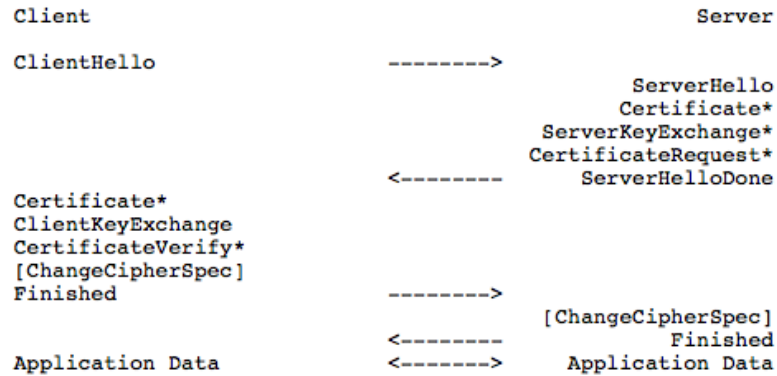 Client Server
ClientHello -------->
ServerHello
Certificate*
ServerKeyExchange*
CertificateRequest*
<-------- ServerHelloDone
Certificate*
ClientKeyExchange
CertificateVerify*
[ChangeCipherSpec]
Finished -------->
[ChangeCipherSpec]
<-------- Finished
Application Data <-------> Application Data